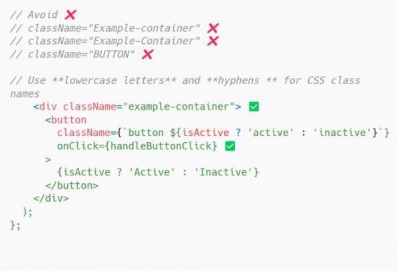 // Avoid ❌
// className="Example-container" ❌
// className="Example-Container" ❌
// className="BUTTON" ❌
// Use **lowercase letters** and **hyphens ** for CSS class
names
<div className="example-container"> ✅
<button
className={`button ${isActive ? 'active' : 'inactive'}`}
onClick={handleButtonClick} ✅
>
{isActive ? 'Active' : 'Inactive'}
</button>
</div>
);
};